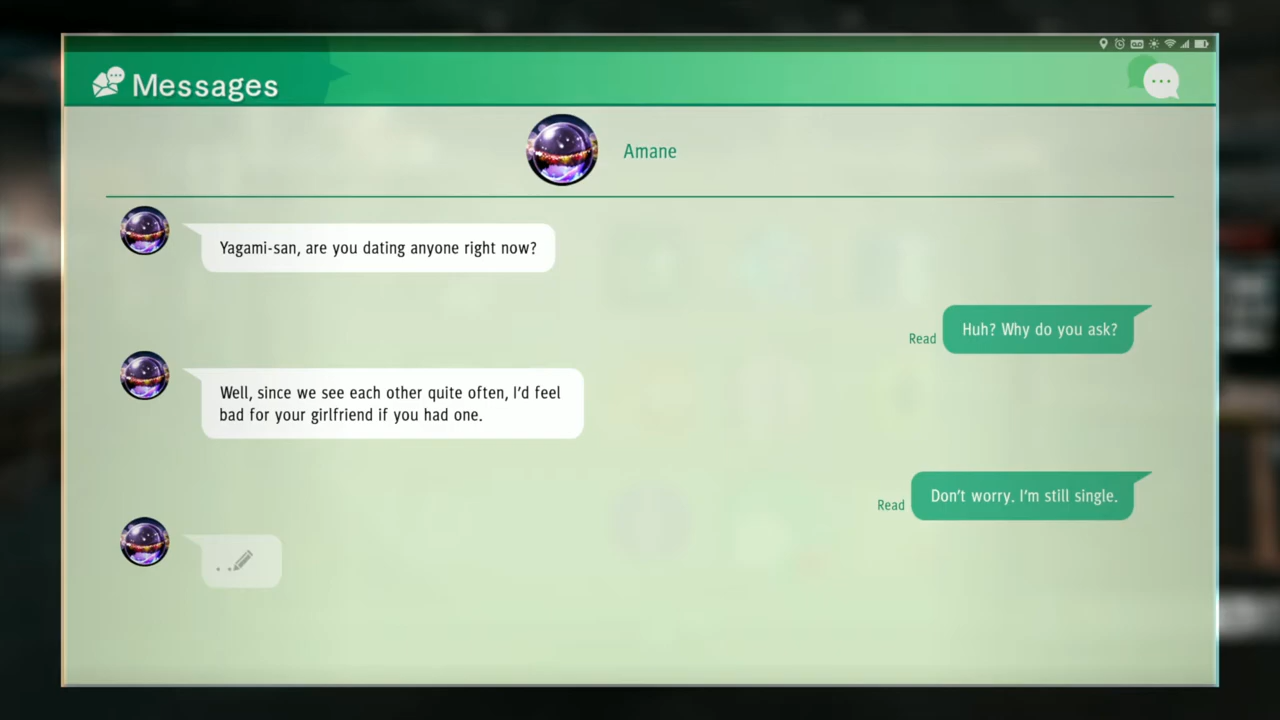 Messages
Amane
Yagami-san, are you dating anyone right now?
Huh? Why do you ask?
Read
Well, since we see each other quite often, I'd feel
bad for your girlfriend if you had one.
Don't worry. I'm still single.
Read